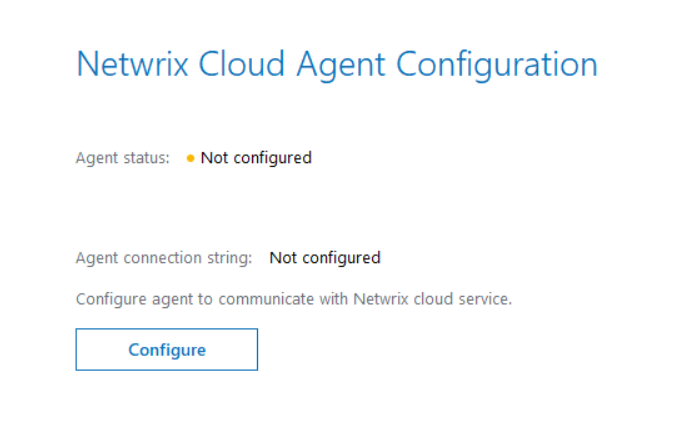 Netwrix Cloud Agent Configuration
Agent status: Not configured
Agent connection string: Not configured
Configure agent to communicate with Netwrix cloud service.
Configure